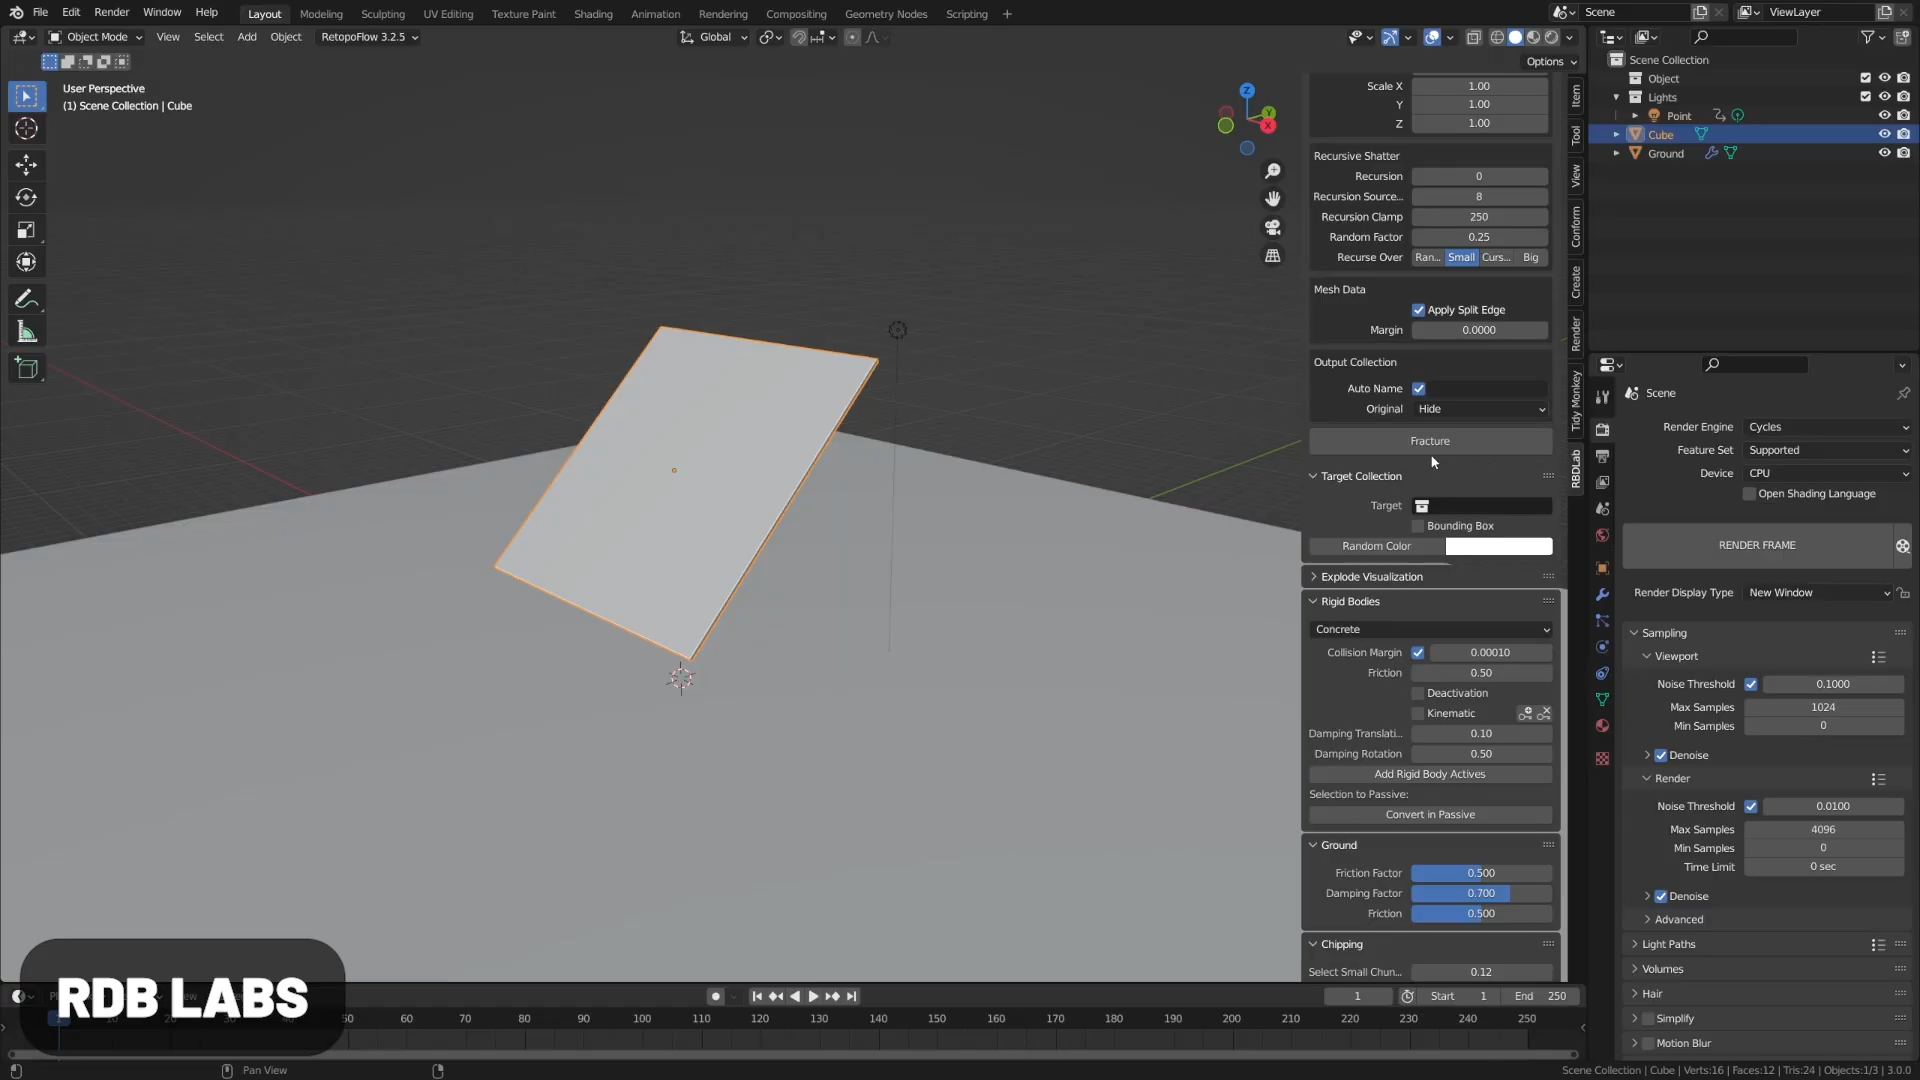 File Edit Render Window Help
Layout Modeling Sculpting UV Editing Texture Paint Shading Animation Rendering Compositing Geometry Nodes Scripting +
Scene ViewLayer
Object Mode View Select Add Object RetopoFlow 3.2.5 Global
Options
User Perspective
(1) Scene Collection | Cube
Z
Y
X
Scale X 1.00
Y 1.00
Z 1.00
Recursive Shatter
Recursion 0
Recursion Source... 8
Recursion Clamp 250
Random Factor 0.25
Recurse Over Ran... Small Curs... Big
Mesh Data
Apply Split Edge
Margin 0.0000
Output Collection
Auto Name
Original Hide
Fracture
Target Collection
Target
Bounding Box
Random Color
Explode Visualization
Rigid Bodies
Concrete
Collision Margin 0.00010
Friction 0.50
Deactivation
Kinematic
Damping Translati... 0.10
Damping Rotation 0.50
Add Rigid Body Actives
Selection to Passive:
Convert in Passive
Ground
Friction Factor 0.500
Damping Factor 0.700
Friction 0.500
Chipping
Select Small Chun... 0.12
Item
Tool
View
Conform
Create
Render
Tidy Monkey
RBDLab
Scene Collection
Object
Lights
Point
Cube
Ground
Scene
Render Engine Cycles
Feature Set Supported
Device CPU
Open Shading Language
RENDER FRAME
Render Display Type New Window
Sampling
Viewport
Noise Threshold 0.1000
Max Samples 1024
Min Samples 0
Denoise
Render
Noise Threshold 0.0100
Max Samples 4096
Min Samples 0
Time Limit 0 sec
Denoise
Advanced
Light Paths
Volumes
Hair
Simplify
Motion Blur
RDB LABS
1 Start 1 End 250
50 60 70 80 90 100 110 120 130 140 150 160 170 180 190 200 210 220 230 240 250
Pan View
Scene Collection | Cube | Verts:16 | Faces:12 | Tris:24 | Objects:1/3 | 3.0.0